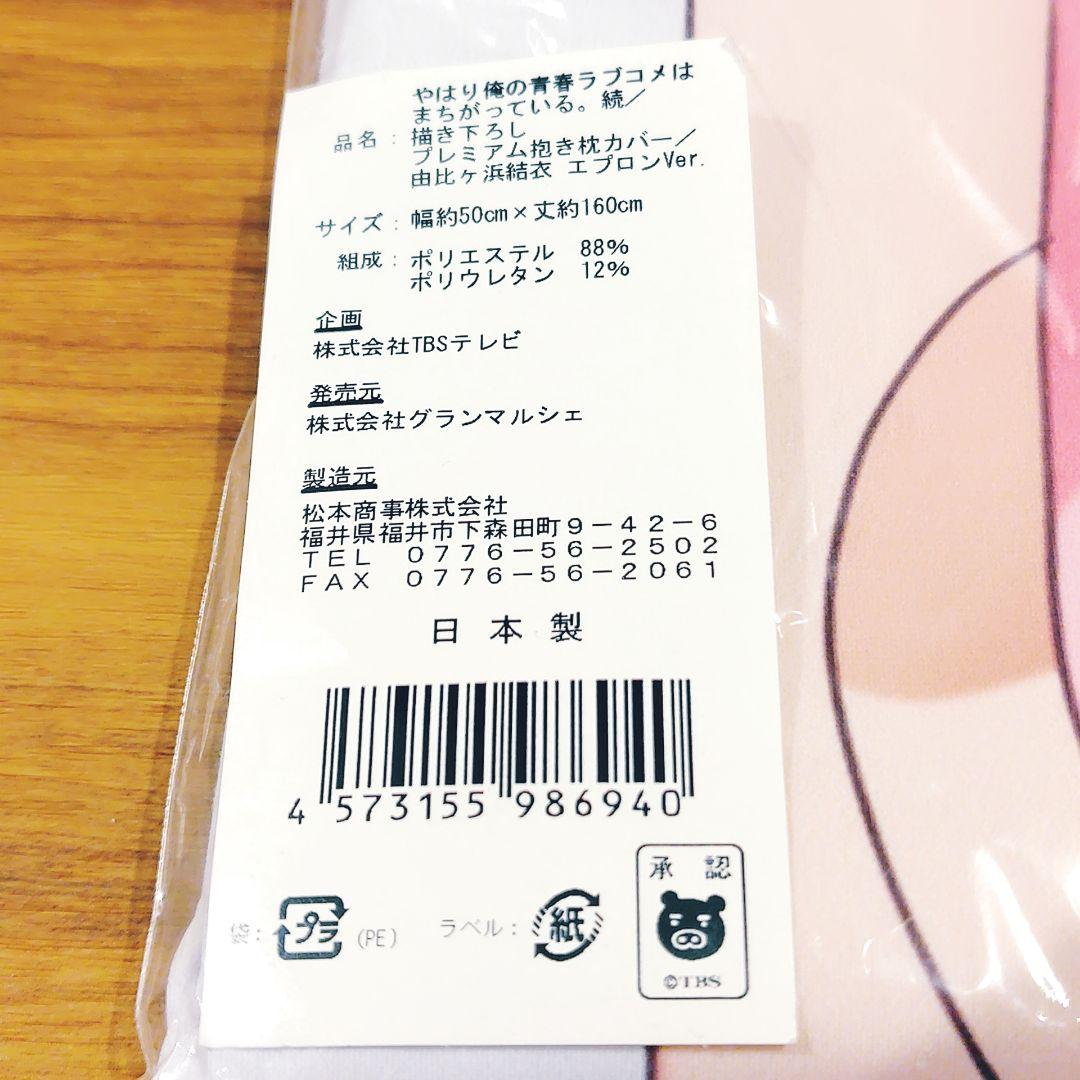 やはり俺の青春ラブコメは
まちがっている。続／
品名：描き下ろし
プレミアム抱き枕カバー／
由比ヶ浜結衣 エプロンVer.
サイズ：幅約50cm×丈約160cm
組成：ポリエステル 88%
ポリウレタン 12%
企画
株式会社TBSテレビ
発売元
株式会社グランマルシェ
製造元
松本商事株式会社
福井県福井市下森田町９－４２－６
ＴＥＬ　０７７６－５６－２５０２
ＦＡＸ　０７７６－５６－２０６１
日本製
4 573155 986940
袋：プラ(PE) ラベル：紙
承認
©TBS